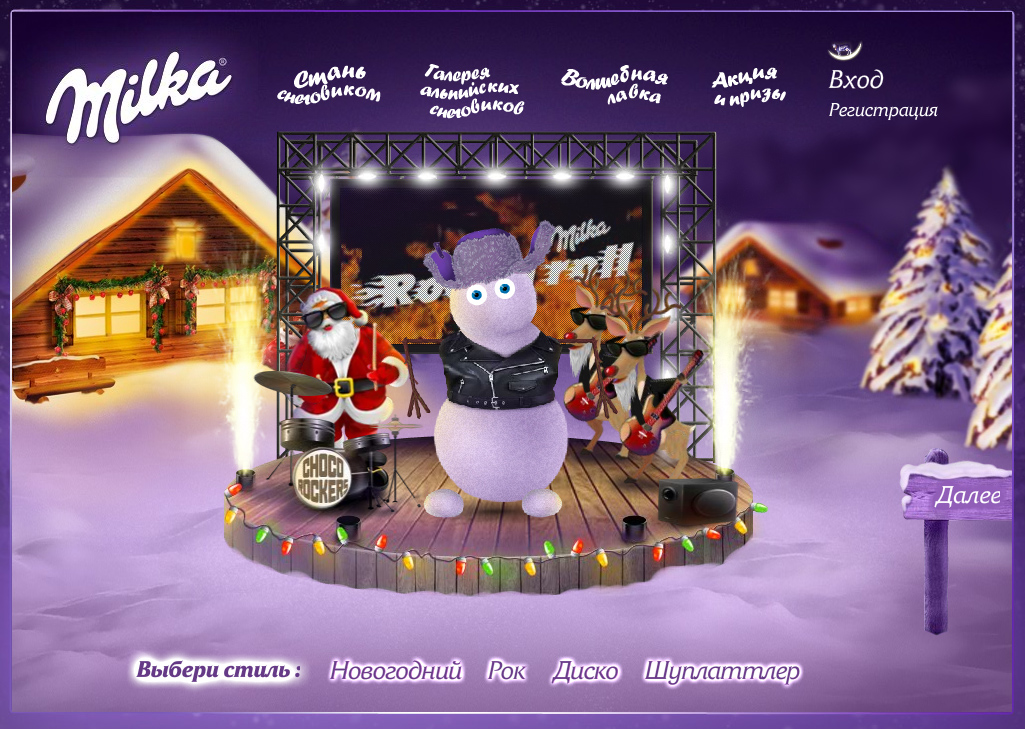 Milka
Стань
снеговиком
Галерея
альпийских
снеговиков
Волшебная
лавка
Акция
и призы
Вход
Регистрация
Milka
CHOCO
ROCKERS
Далее
Выбери стиль : Новогодний Рок Диско Шуплаттлер